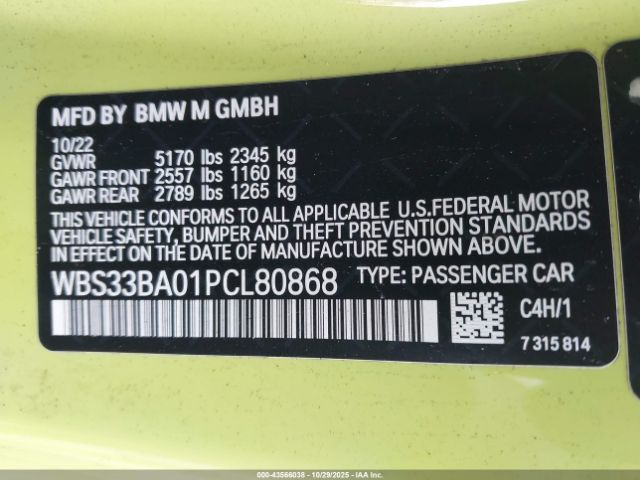 MFD BY BMW M GMBH
10/22
GVWR 5170 lbs 2345 kg
GAWR FRONT 2557 lbs 1160 kg
GAWR REAR 2789 lbs 1265 kg
THIS VEHICLE CONFORMS TO ALL APPLICABLE U.S.FEDERAL MOTOR
VEHICLE SAFETY, BUMPER, AND THEFT PREVENTION STANDARDS
IN EFFECT ON THE DATE OF MANUFACTURE SHOWN ABOVE.
WBS33BA01PCL80868 TYPE: PASSENGER CAR
C4H/1
7 315 814
000-43566038 - 10/29/2025 - IAA Inc.